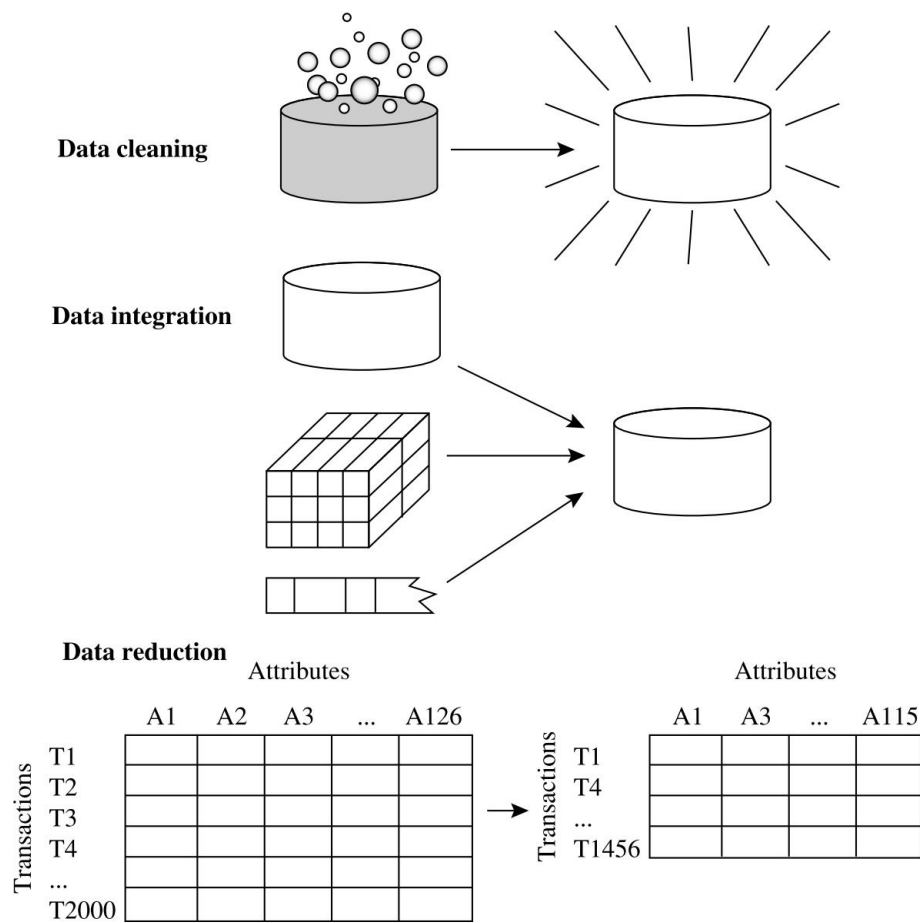 Data cleaning
Data integration
Data reduction
Attributes
A1 A2 A3 ... A126
Transactions
T1
T2
T3
T4
...
T2000
Attributes
A1 A3 ... A115
Transactions
T1
T4
...
T1456